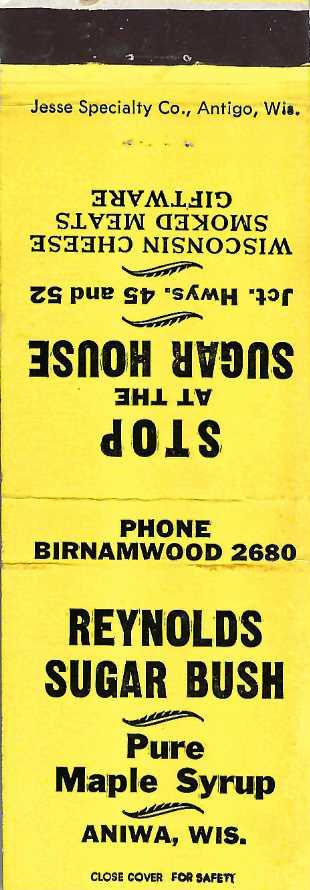 Jesse Specialty Co., Antigo, Wis.
STOP
AT THE
SUGAR HOUSE
Jct. Hwys. 45 and 52
WISCONSIN CHEESE
SMOKED MEATS
GIFTWARE
PHONE
BIRNAMWOOD 2680
REYNOLDS
SUGAR BUSH
Pure
Maple Syrup
ANIWA, WIS.
CLOSE COVER FOR SAFETY